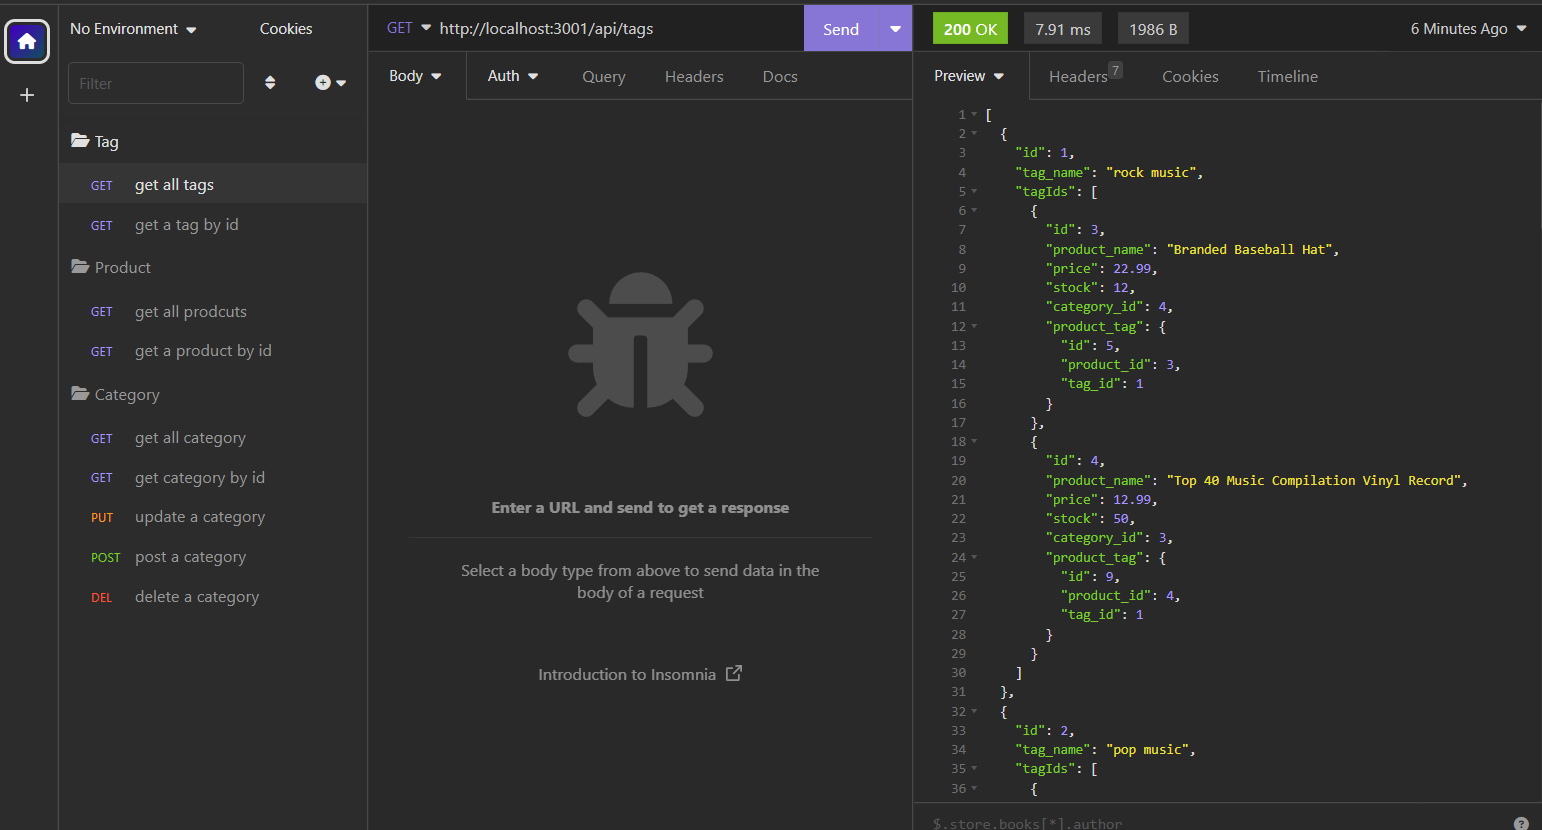 No Environment
Cookies
Filter
Tag
GET get all tags
GET get a tag by id
Product
GET get all prodcuts
GET get a product by id
Category
GET get all category
GET get category by id
PUT update a category
POST post a category
DEL delete a category
GET http://localhost:3001/api/tags
Send
Body Auth Query Headers Docs
Enter a URL and send to get a response
Select a body type from above to send data in the
body of a request
Introduction to Insomnia
200 OK 7.91 ms 1986 B 6 Minutes Ago
Preview Headers 7 Cookies Timeline
1 [
2 {
3 "id": 1,
4 "tag_name": "rock music",
5 "tagIds": [
6 {
7 "id": 3,
8 "product_name": "Branded Baseball Hat",
9 "price": 22.99,
10 "stock": 12,
11 "category_id": 4,
12 "product_tag": {
13 "id": 5,
14 "product_id": 3,
15 "tag_id": 1
16 }
17 },
18 {
19 "id": 4,
20 "product_name": "Top 40 Music Compilation Vinyl Record",
21 "price": 12.99,
22 "stock": 50,
23 "category_id": 3,
24 "product_tag": {
25 "id": 9,
26 "product_id": 4,
27 "tag_id": 1
28 }
29 }
30 ]
31 },
32 {
33 "id": 2,
34 "tag_name": "pop music",
35 "tagIds": [
36 {
$.store.books[*].author
?